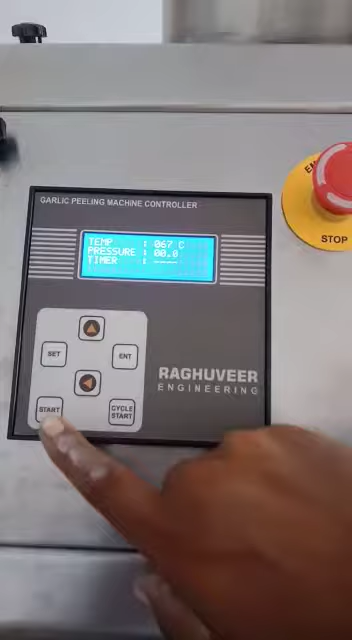 GARLIC PEELING MACHINE CONTROLLER
TEMP : 067 C
PRESSURE : 00.0
TIMER : -----
SET
ENT
START
CYCLE
START
RAGHUVEER
ENGINEERING
STOP